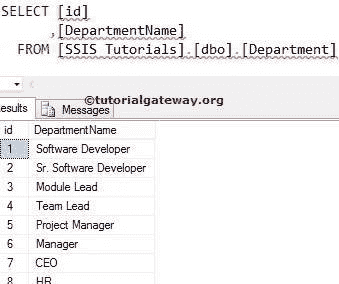 SELECT [id]
,[DepartmentName]
FROM [SSIS Tutorials].[dbo].[Department]
©tutorialgateway.org
Results Messages
id DepartmentName
1 Software Developer
2 Sr. Software Developer
3 Module Lead
4 Team Lead
5 Project Manager
6 Manager
7 CEO
8 HR